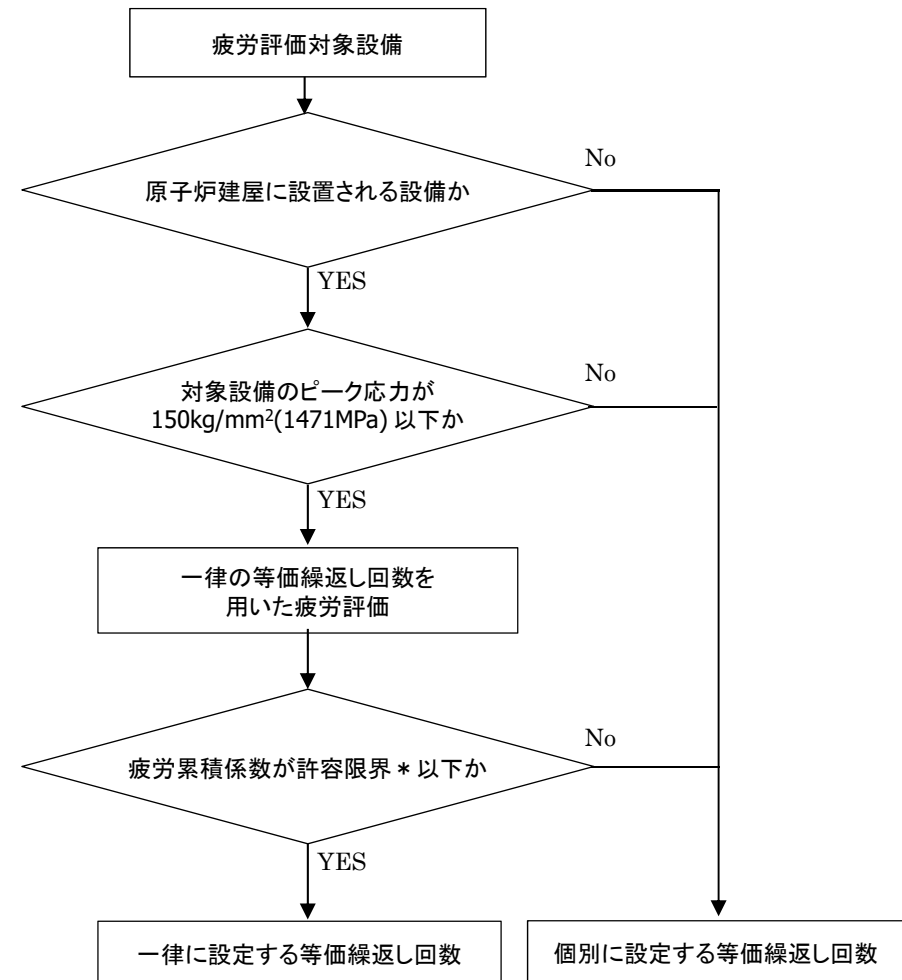 疲労評価対象設備
No
原子炉建屋に設置される設備か
YES
No
対象設備のピーク応力が
150kg/mm²(1471MPa) 以下か
YES
一律の等価繰返し回数を
用いた疲労評価
No
疲労累積係数が許容限界＊以下か
YES
一律に設定する等価繰返し回数
個別に設定する等価繰返し回数